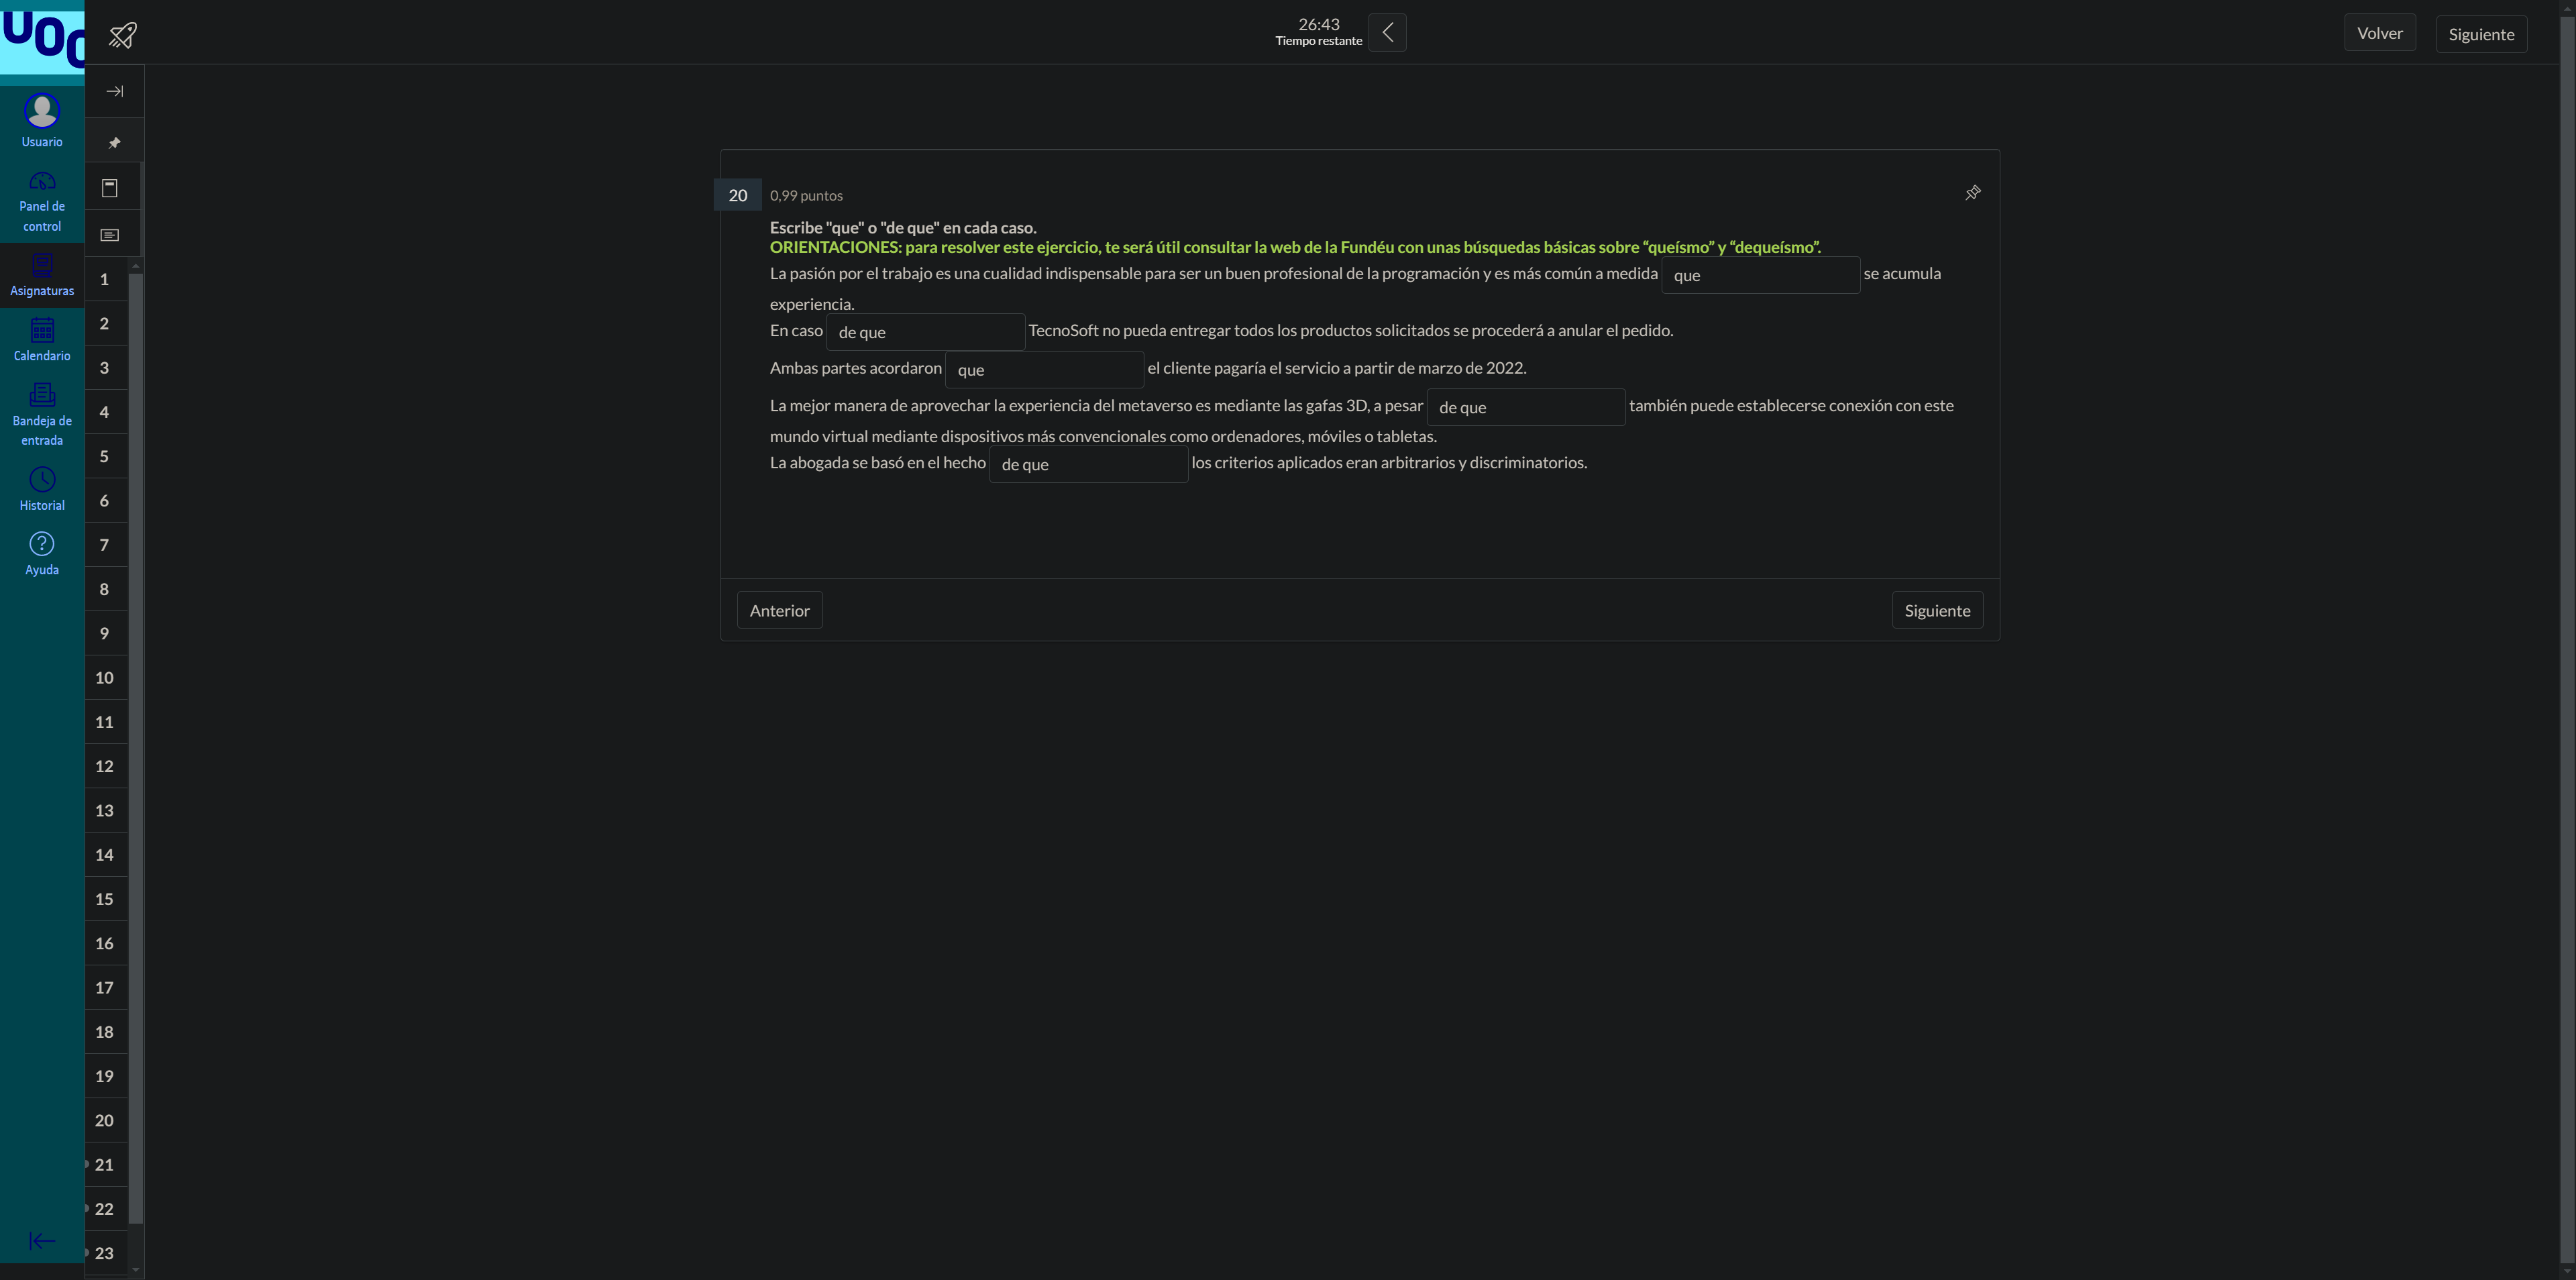 UOC
26:43
Tiempo restante
Volver
Siguiente
Usuario
Panel de
control
Asignaturas
Calendario
Bandeja de
entrada
Historial
Ayuda
1
2
3
4
5
6
7
8
9
10
11
12
13
14
15
16
17
18
19
20
21
22
23
20
0,99 puntos
Escribe "que" o "de que" en cada caso.
ORIENTACIONES: para resolver este ejercicio, te será útil consultar la web de la Fundéu con unas búsquedas básicas sobre “queísmo” y “dequeísmo”.
La pasión por el trabajo es una cualidad indispensable para ser un buen profesional de la programación y es más común a medida que se acumula
experiencia.
En caso de que TecnoSoft no pueda entregar todos los productos solicitados se procederá a anular el pedido.
Ambas partes acordaron que el cliente pagaría el servicio a partir de marzo de 2022.
La mejor manera de aprovechar la experiencia del metaverso es mediante las gafas 3D, a pesar de que también puede establecerse conexión con este
mundo virtual mediante dispositivos más convencionales como ordenadores, móviles o tabletas.
La abogada se basó en el hecho de que los criterios aplicados eran arbitrarios y discriminatorios.
Anterior
Siguiente